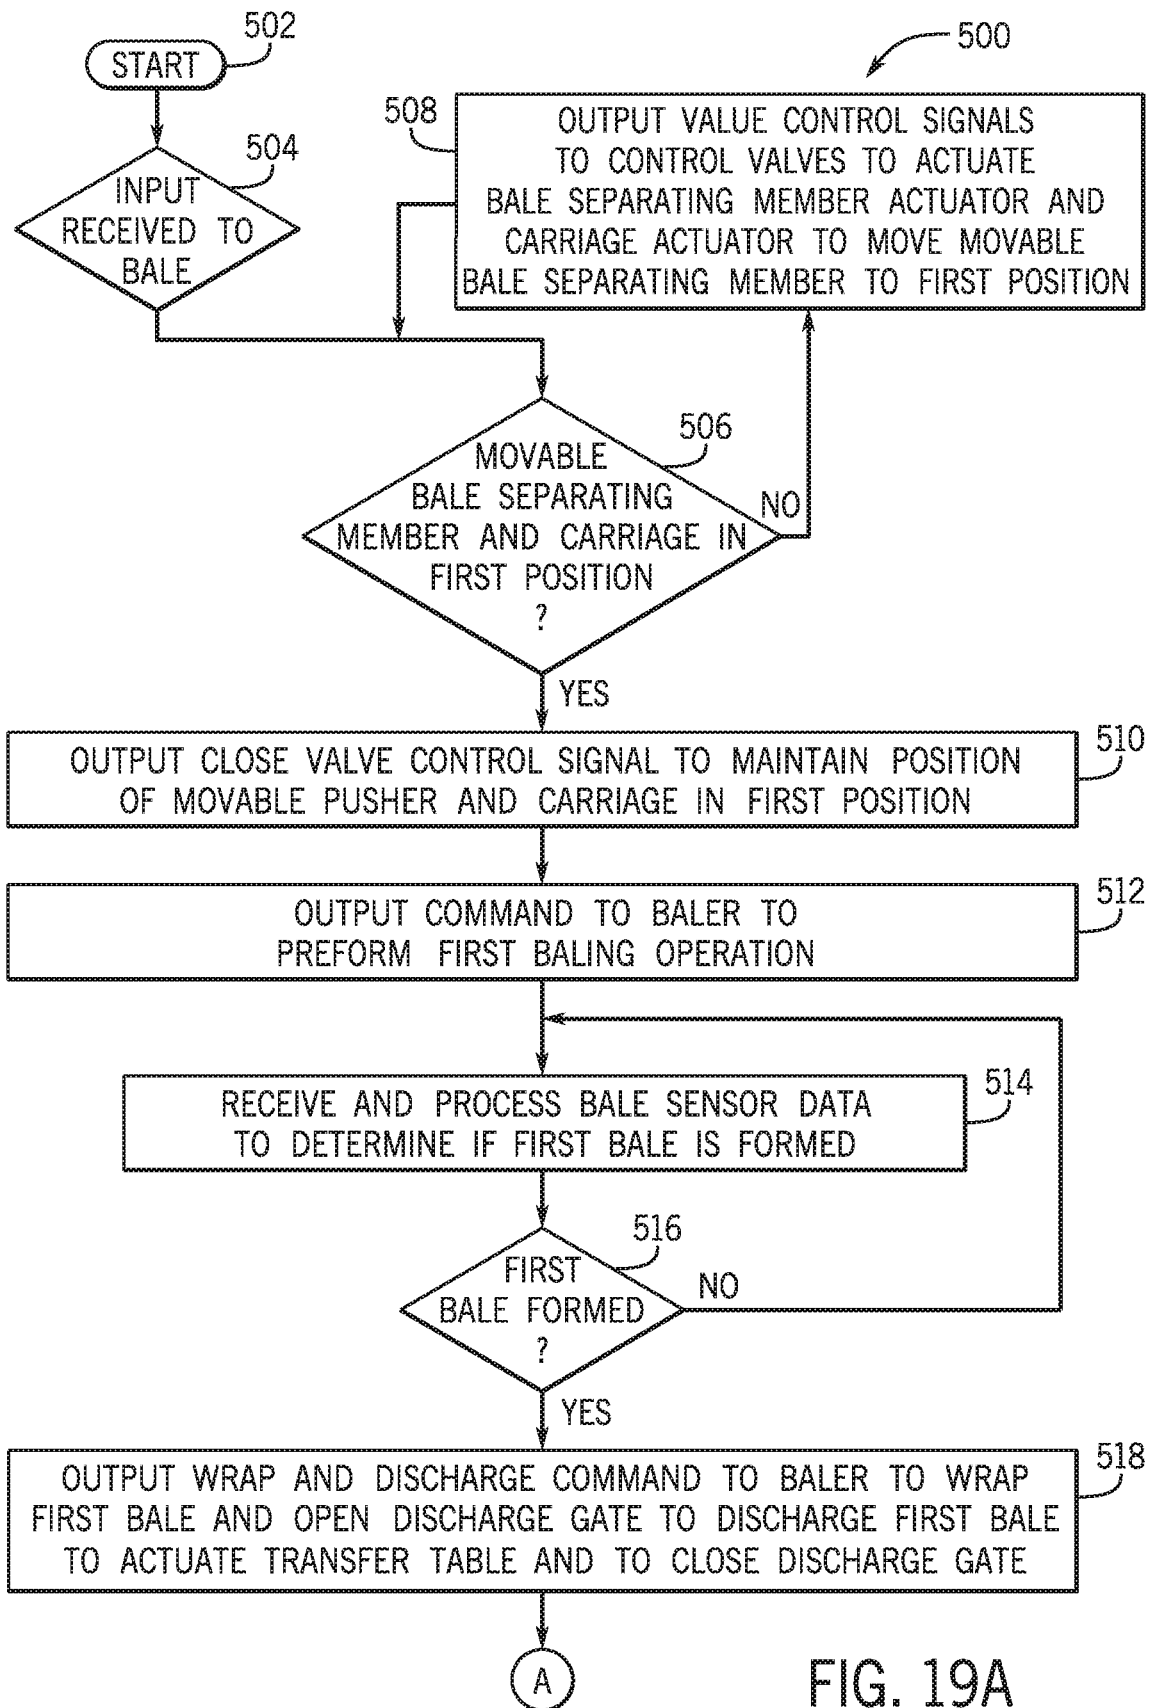 START
502
500
INPUT
RECEIVED TO
BALE
504
508
OUTPUT VALUE CONTROL SIGNALS
TO CONTROL VALVES TO ACTUATE
BALE SEPARATING MEMBER ACTUATOR AND
CARRIAGE ACTUATOR TO MOVE MOVABLE
BALE SEPARATING MEMBER TO FIRST POSITION
506
MOVABLE
BALE SEPARATING
MEMBER AND CARRIAGE IN
FIRST POSITION
?
NO
YES
510
OUTPUT CLOSE VALVE CONTROL SIGNAL TO MAINTAIN POSITION
OF MOVABLE PUSHER AND CARRIAGE IN FIRST POSITION
512
OUTPUT COMMAND TO BALER TO
PREFORM FIRST BALING OPERATION
514
RECEIVE AND PROCESS BALE SENSOR DATA
TO DETERMINE IF FIRST BALE IS FORMED
516
FIRST
BALE FORMED
?
NO
YES
518
OUTPUT WRAP AND DISCHARGE COMMAND TO BALER TO WRAP
FIRST BALE AND OPEN DISCHARGE GATE TO DISCHARGE FIRST BALE
TO ACTUATE TRANSFER TABLE AND TO CLOSE DISCHARGE GATE
A
FIG. 19A